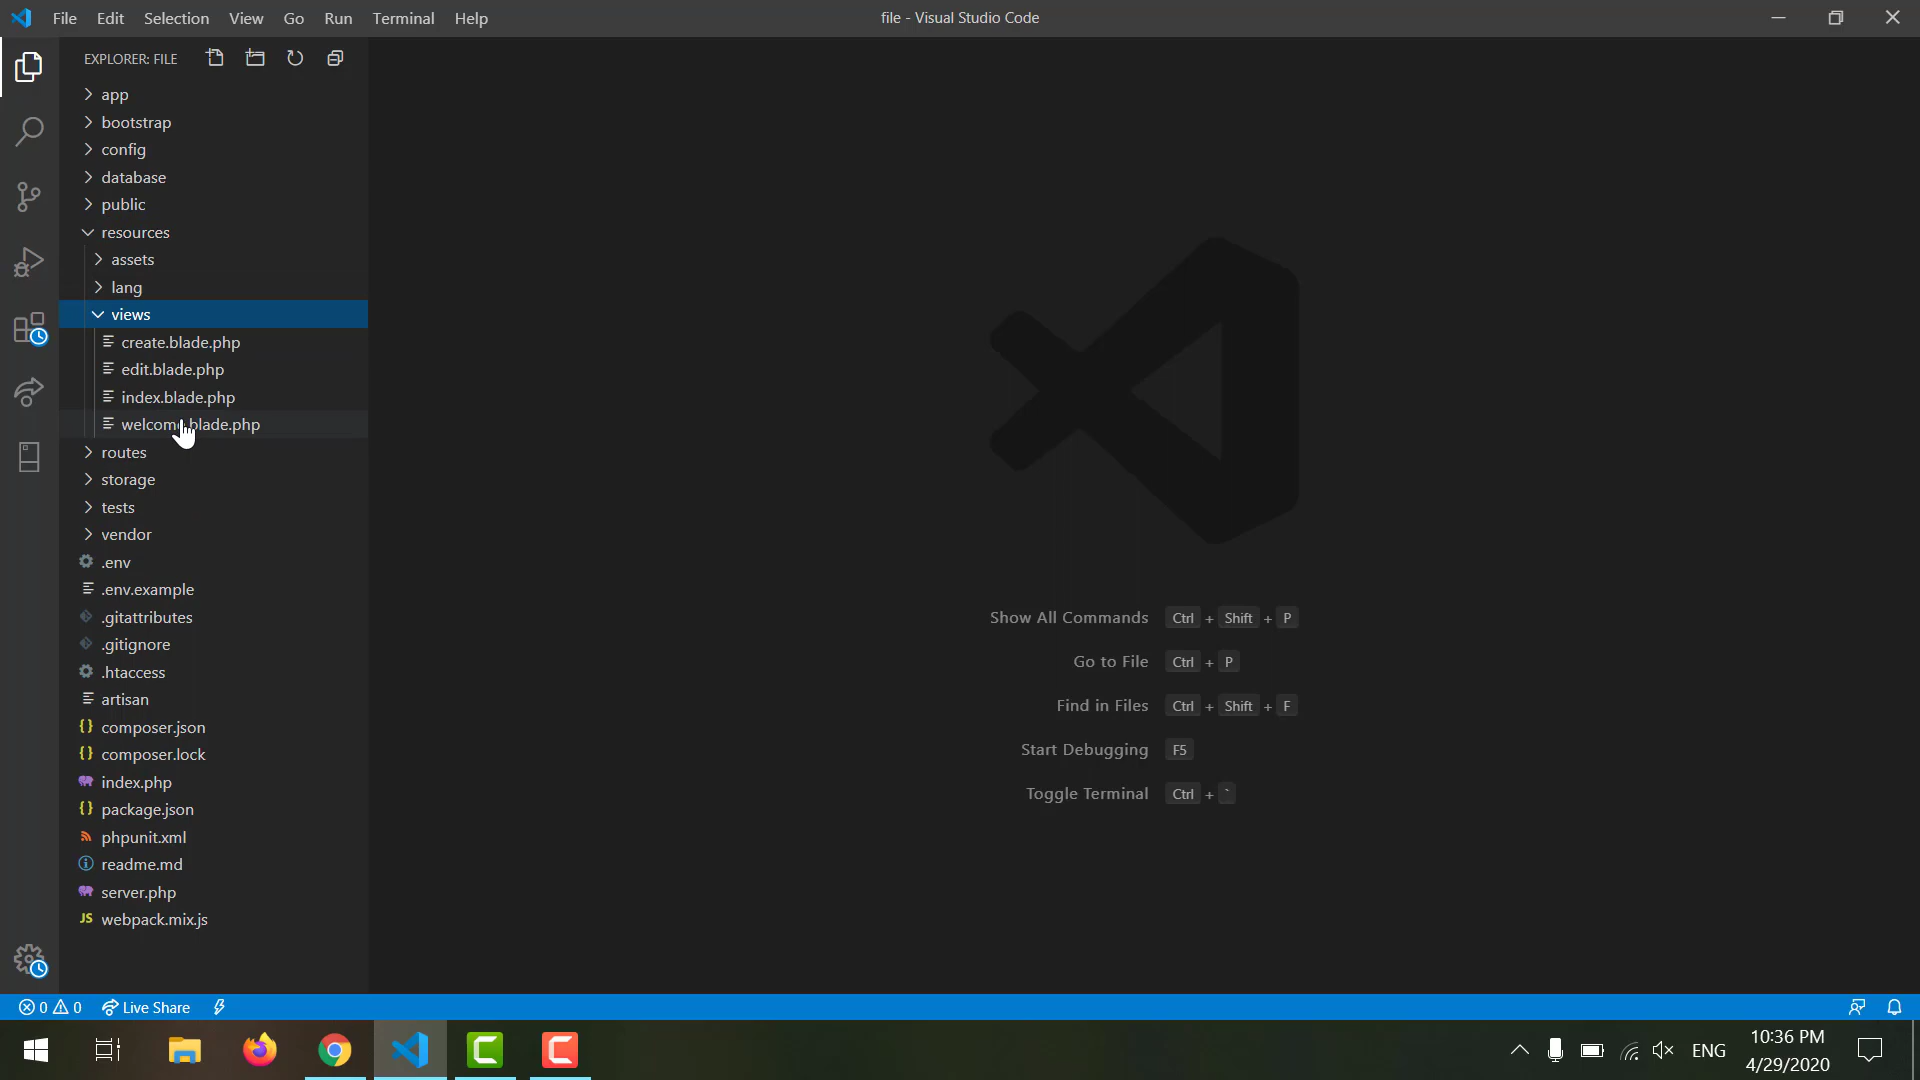 File Edit Selection View Go Run Terminal Help
file - Visual Studio Code
EXPLORER: FILE
app
bootstrap
config
database
public
resources
assets
lang
views
create.blade.php
edit.blade.php
index.blade.php
welcome.blade.php
routes
storage
tests
vendor
.env
.env.example
.gitattributes
.gitignore
.htaccess
artisan
{} composer.json
{} composer.lock
index.php
{} package.json
phpunit.xml
readme.md
server.php
JS webpack.mix.js
Show All Commands Ctrl + Shift + P
Go to File Ctrl + P
Find in Files Ctrl + Shift + F
Start Debugging F5
Toggle Terminal Ctrl + `
0 0 Live Share
ENG
10:36 PM
4/29/2020